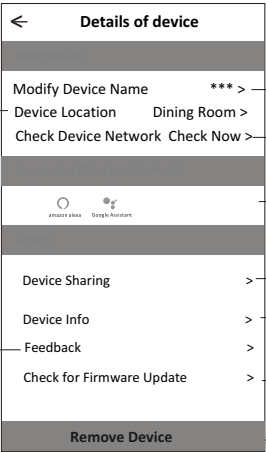 ← Details of device
Modify Device Name *** >
Device Location Dining Room >
Check Device Network Check Now >
amazon alexa Google Assistant
Device Sharing >
Device Info >
Feedback >
Check for Firmware Update >
Remove Device